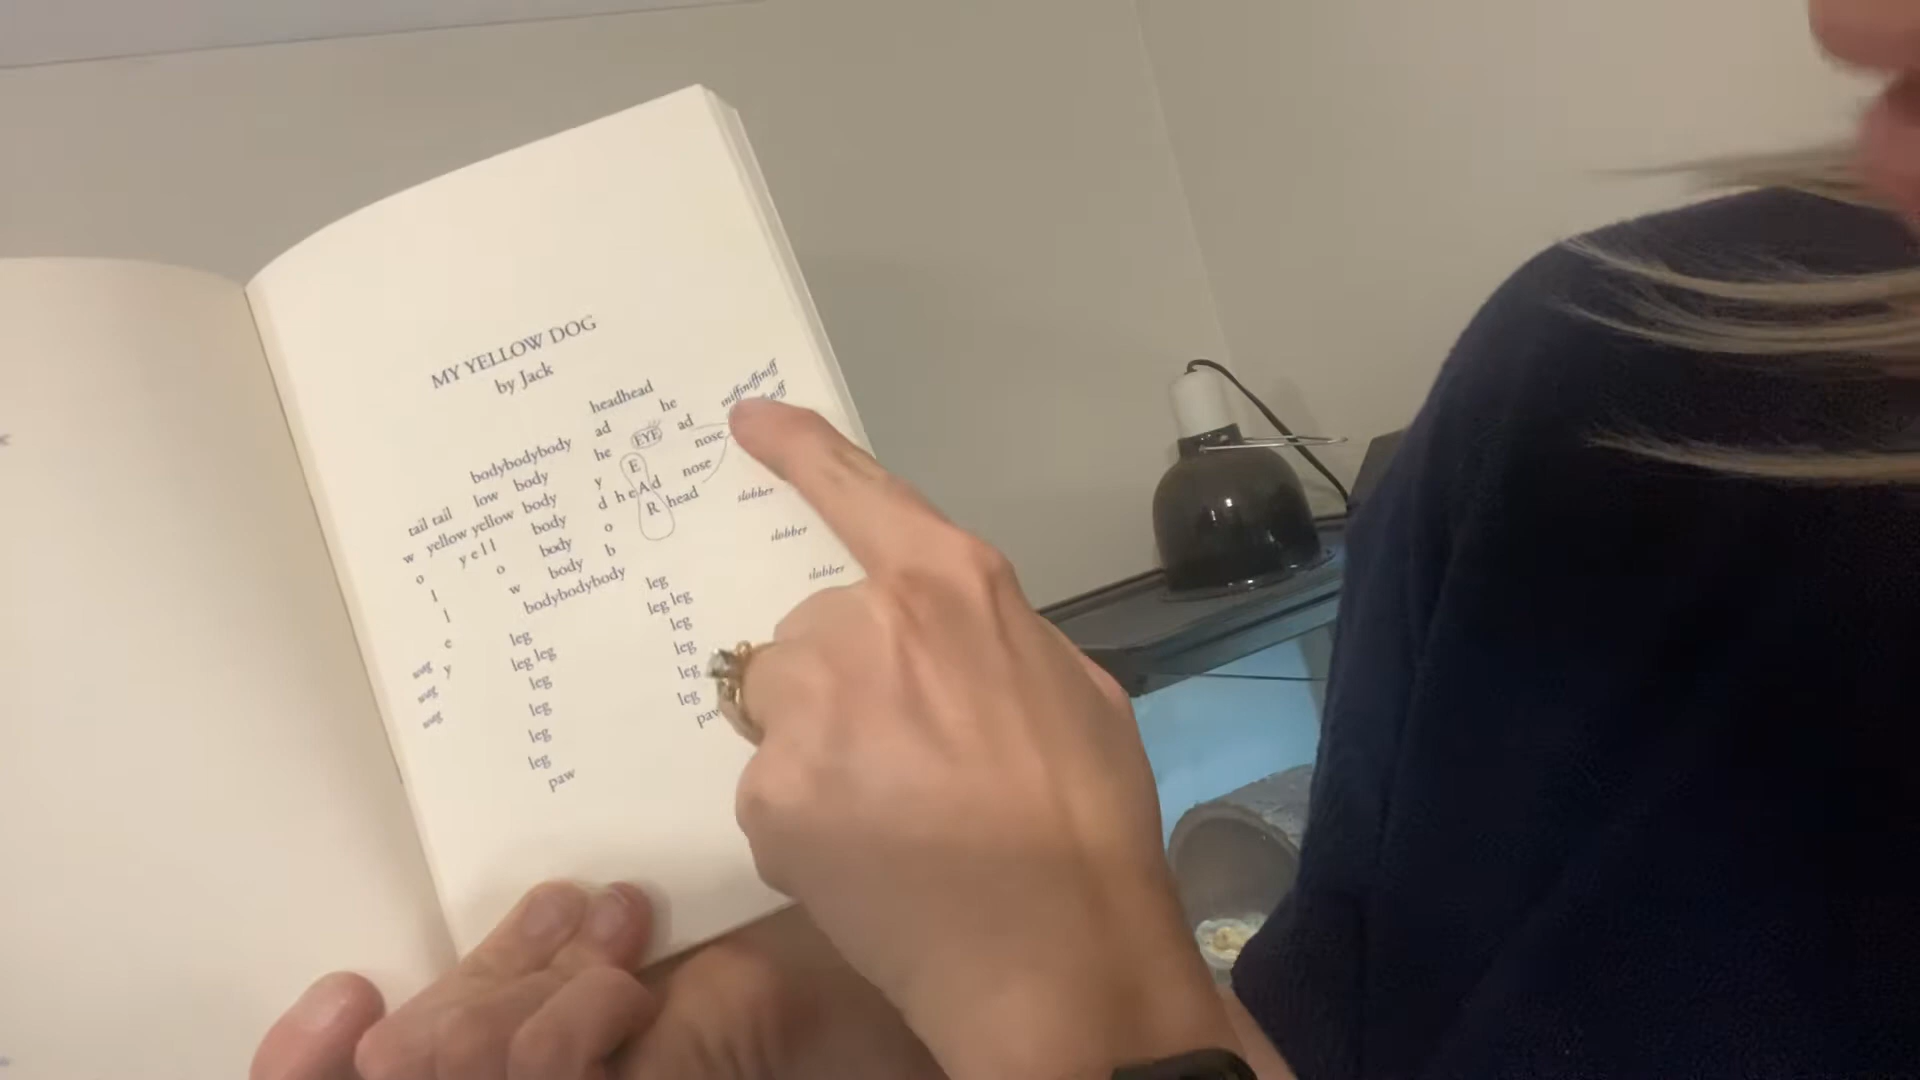 MY YELLOW DOG
by Jack
headhead
he
ad
ad
EYE
nose
bodybodybody
he
E
nose
low body
y
tail tail
yellow yellow body
d h e A d
head
slobber
w
y e l l
body
o
R
o
o
body
b
slobber
l
w
body
l
bodybodybody
leg
slobber
leg leg
e
leg
leg
wag
y
leg leg
leg
wag
leg
leg
wag
leg
leg
leg
leg
paw